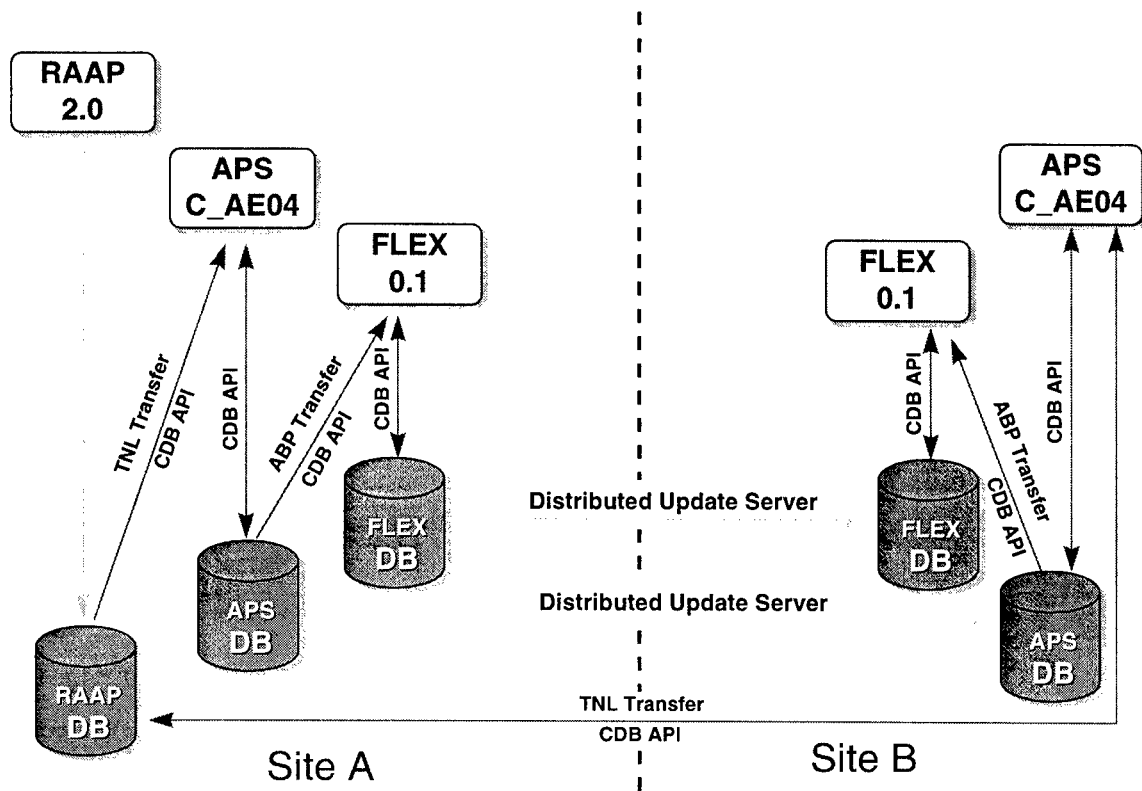 RAAP
2.0
APS
C_AE04
FLEX
0.1
TNL Transfer
CDB API
CDB API
ABP Transfer
CDB API
CDB API
RAAP
DB
APS
DB
FLEX
DB
Site A
Distributed Update Server
Distributed Update Server
TNL Transfer
CDB API
APS
C_AE04
FLEX
0.1
CDB API
ABP Transfer
CDB API
CDB API
FLEX
DB
APS
DB
Site B